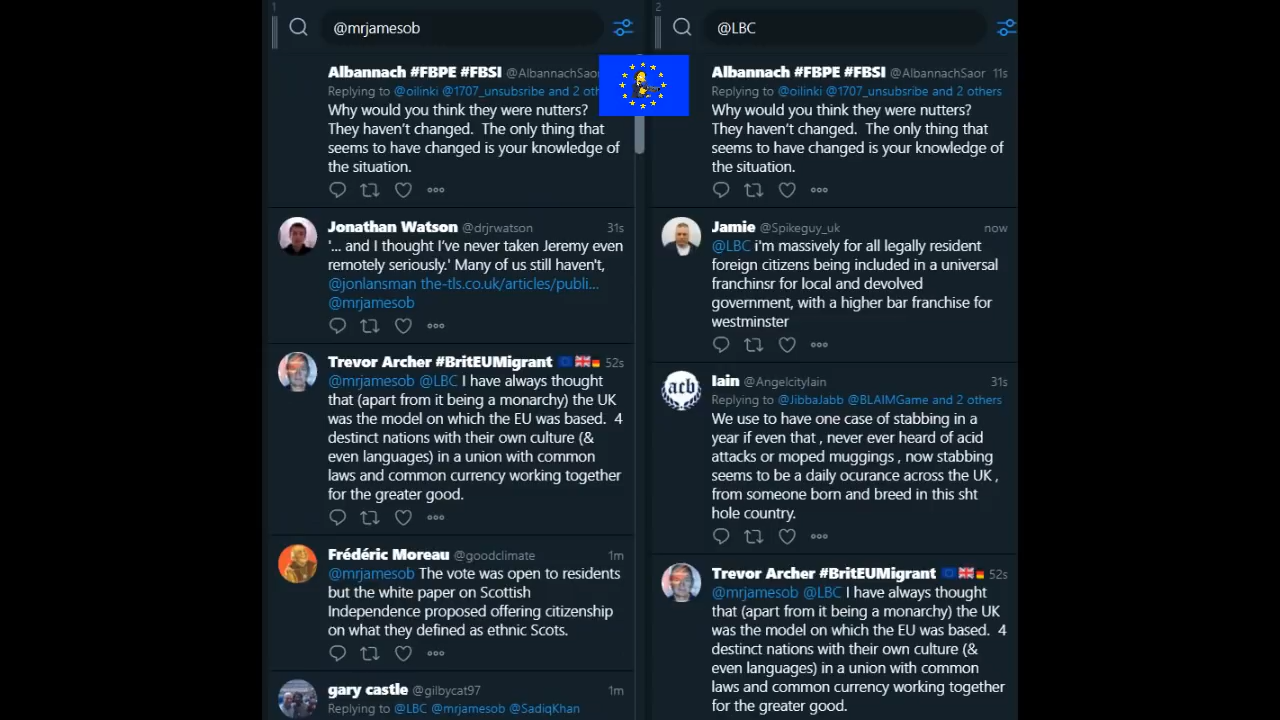 1
@mrjamesob
Albannach #FBPE #FBSI @AlbannachSaor
Replying to @oilinki @1707_unsubsribe and 2 oth
Why would you think they were nutters?
They haven't changed. The only thing that
seems to have changed is your knowledge of
the situation.
Jonathan Watson @drjrwatson 31s
'... and I thought I've never taken Jeremy even
remotely seriously.' Many of us still haven't,
@jonlansman the-tls.co.uk/articles/publi...
@mrjamesob
Trevor Archer #BritEUMigrant 52s
@mrjamesob @LBC I have always thought
that (apart from it being a monarchy) the UK
was the model on which the EU was based. 4
destinct nations with their own culture (&
even languages) in a union with common
laws and common currency working together
for the greater good.
Frédéric Moreau @goodclimate 1m
@mrjamesob The vote was open to residents
but the white paper on Scottish
Independence proposed offering citizenship
on what they defined as ethnic Scots.
gary castle @gilbycat97 1m
Replying to @LBC @mrjamesob @SadiqKhan
2
@LBC
Albannach #FBPE #FBSI @AlbannachSaor 11s
Replying to @oilinki @1707_unsubsribe and 2 others
Why would you think they were nutters?
They haven't changed. The only thing that
seems to have changed is your knowledge of
the situation.
Jamie @Spikeguy_uk now
@LBC i'm massively for all legally resident
foreign citizens being included in a universal
franchinsr for local and devolved
government, with a higher bar franchise for
westminster
acb
Iain @AngelcityIain 31s
Replying to @JibbaJabb @BLAIMGame and 2 others
We use to have one case of stabbing in a
year if even that , never ever heard of acid
attacks or moped muggings , now stabbing
seems to be a daily ocurance across the UK ,
from someone born and breed in this sht
hole country.
Trevor Archer #BritEUMigrant 52s
@mrjamesob @LBC I have always thought
that (apart from it being a monarchy) the UK
was the model on which the EU was based. 4
destinct nations with their own culture (&
even languages) in a union with common
laws and common currency working together
for the greater good.